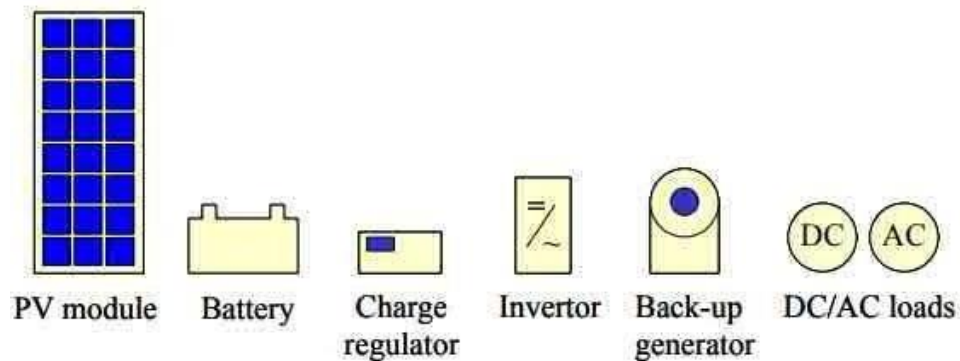 =
~
DC AC
PV module Battery Charge regulator Invertor Back-up generator DC/AC loads